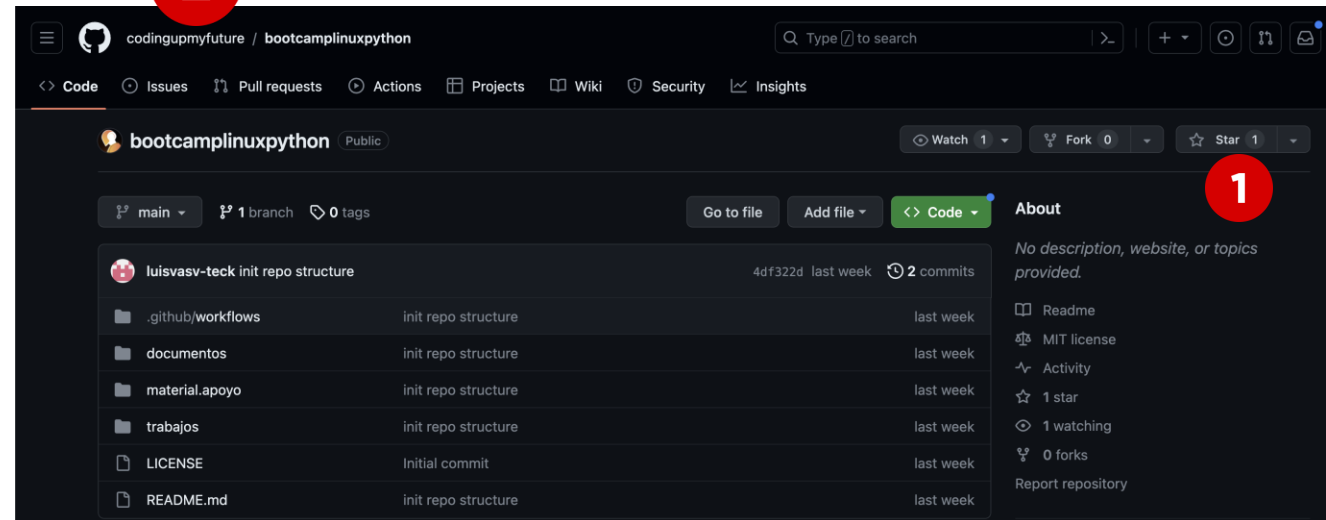 codingupmyfuture / bootcamplinuxpython
Type / to search
Code Issues Pull requests Actions Projects Wiki Security Insights
bootcamplinuxpython Public
Watch 1 Fork 0 Star 1
1
main 1 branch 0 tags
Go to file Add file Code
About
No description, website, or topics
provided.
luisvasv-teck init repo structure 4df322d last week 2 commits
.github/workflows init repo structure last week
documentos init repo structure last week
material.apoyo init repo structure last week
trabajos init repo structure last week
LICENSE Initial commit last week
README.md init repo structure last week
Readme
MIT license
Activity
1 star
1 watching
0 forks
Report repository